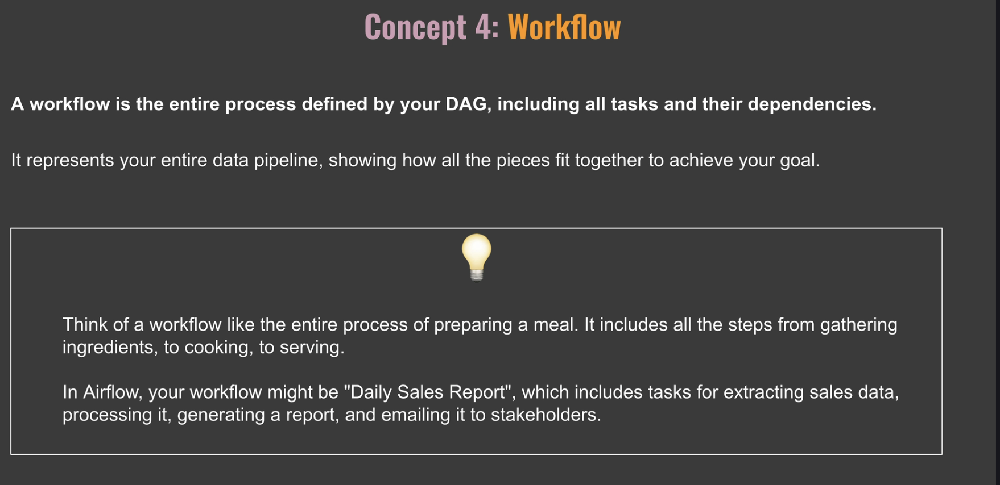 Concept 4: Workflow
A workflow is the entire process defined by your DAG, including all tasks and their dependencies.
It represents your entire data pipeline, showing how all the pieces fit together to achieve your goal.
Think of a workflow like the entire process of preparing a meal. It includes all the steps from gathering
ingredients, to cooking, to serving.
In Airflow, your workflow might be "Daily Sales Report", which includes tasks for extracting sales data,
processing it, generating a report, and emailing it to stakeholders.